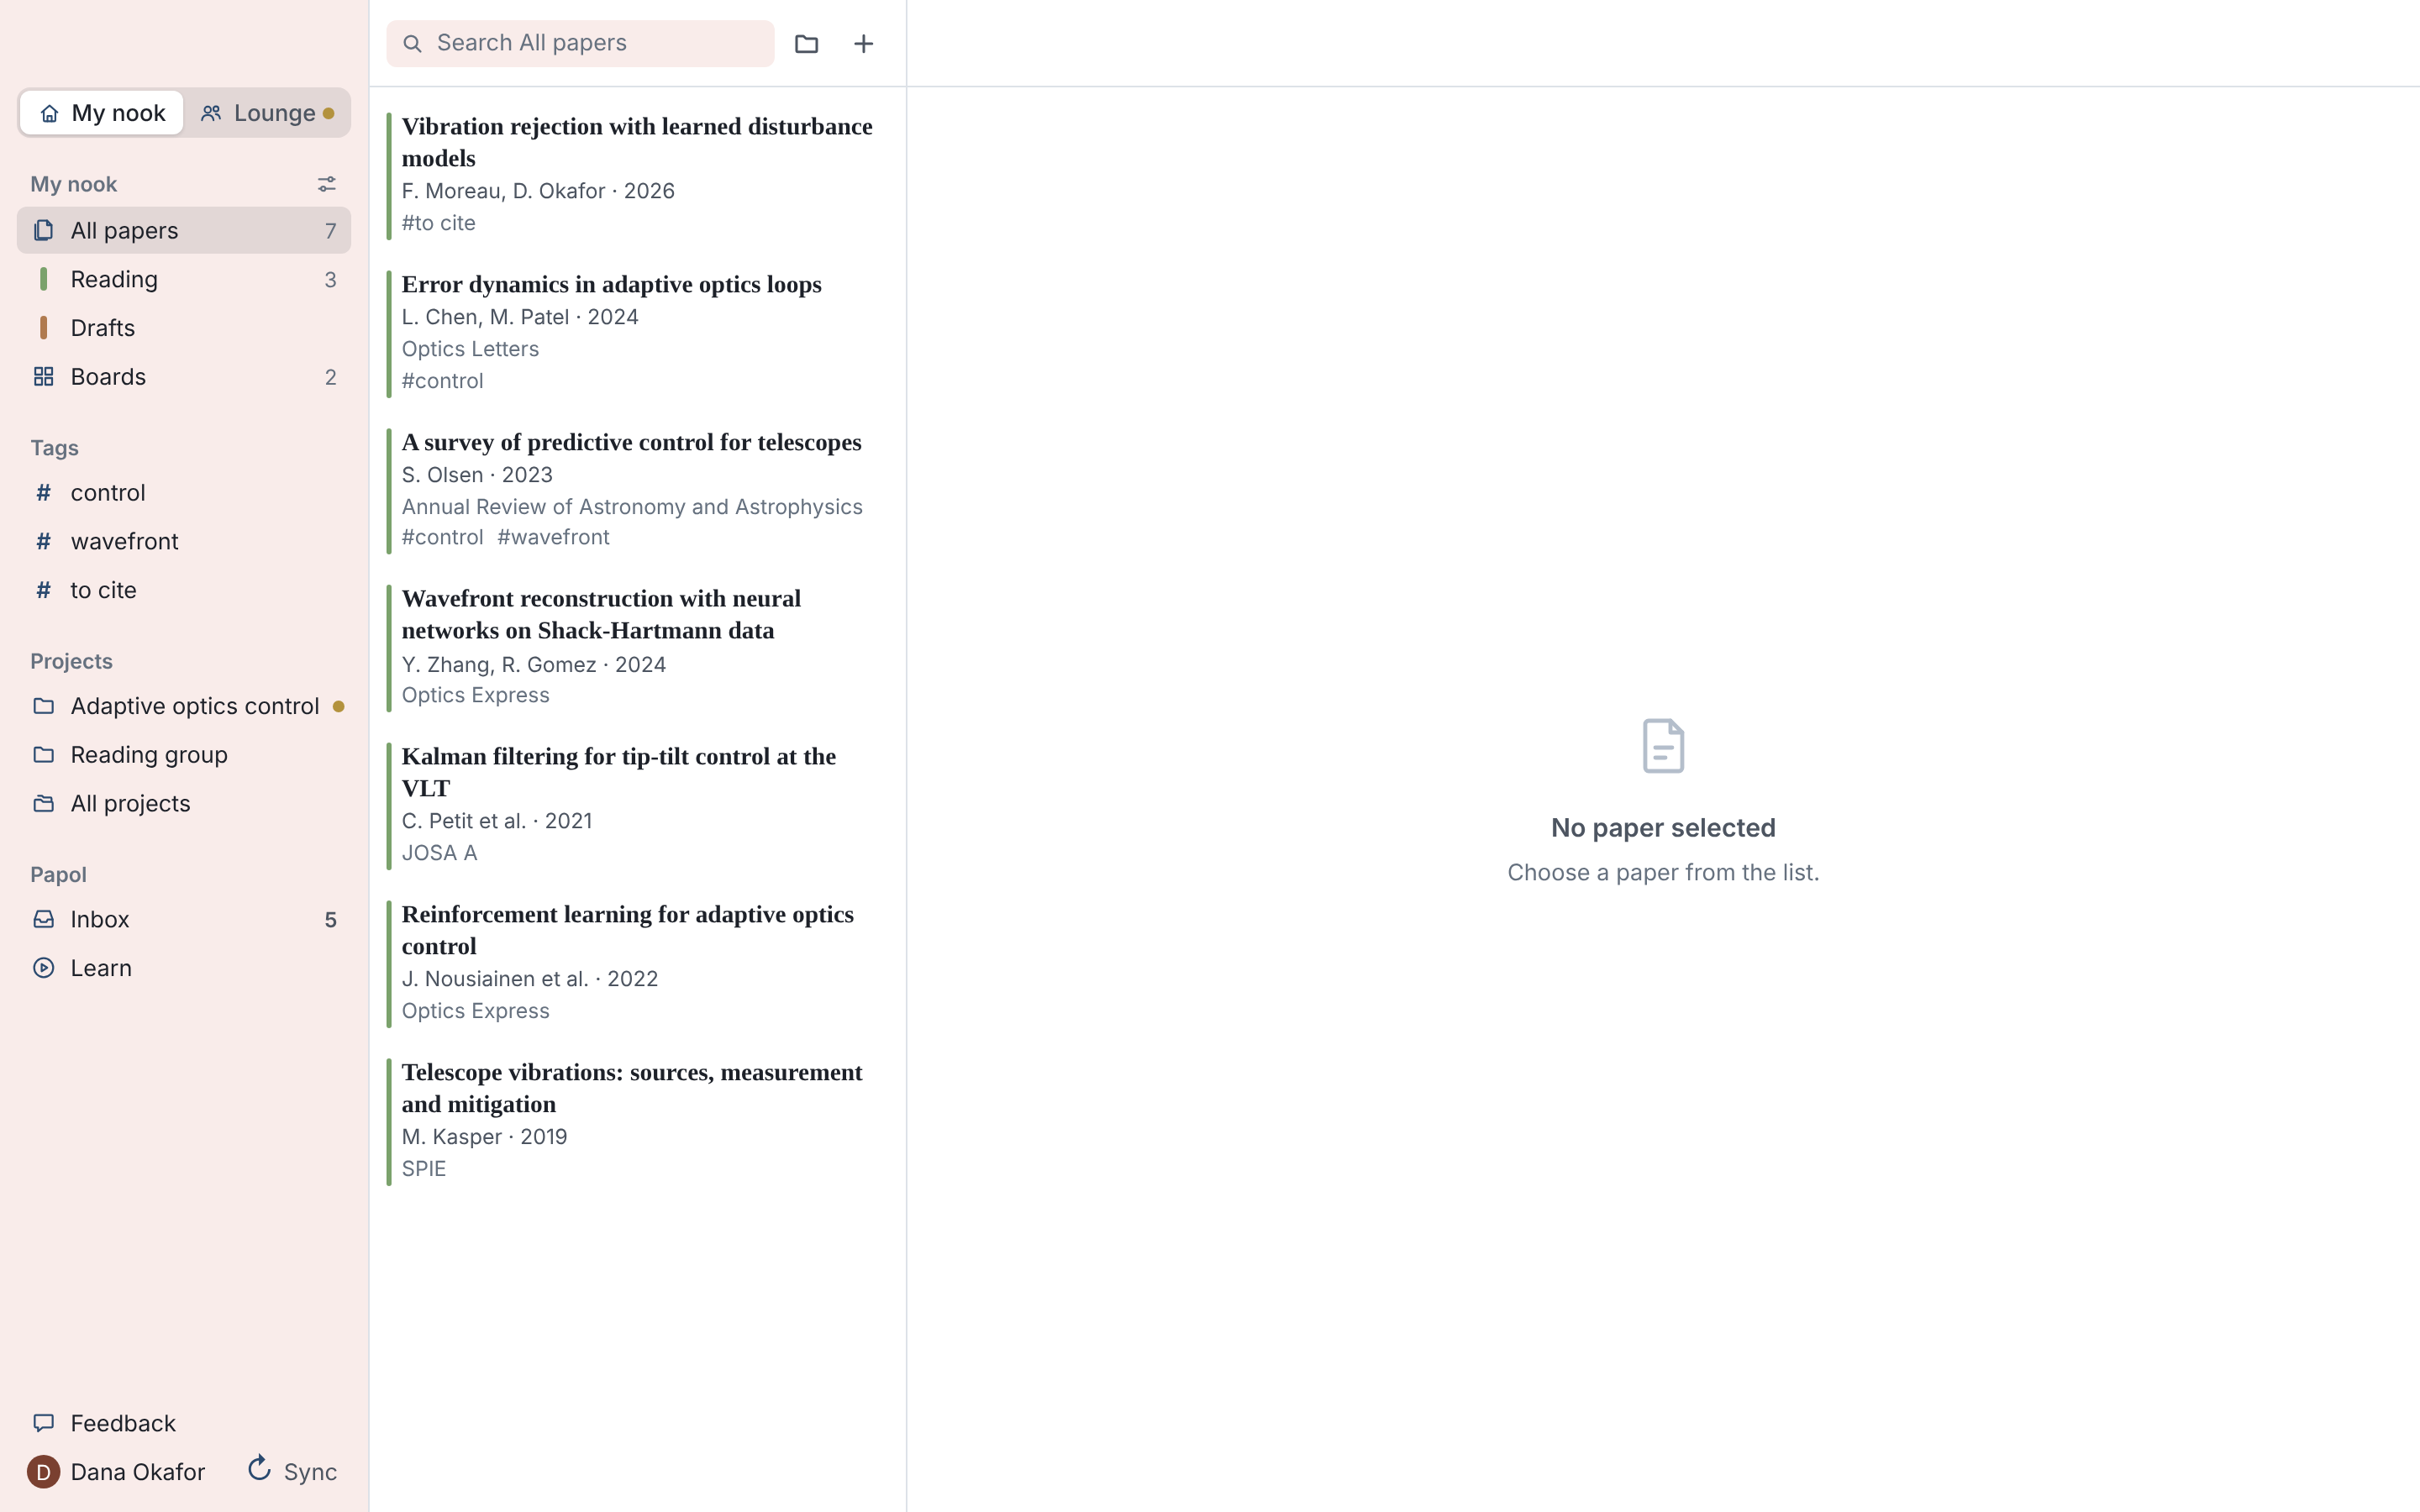 My nook
Lounge
My nook
All papers 7
Reading 3
Drafts
Boards 2
Tags
# control
# wavefront
# to cite
Projects
Adaptive optics control
Reading group
All projects
Papol
Inbox 5
Learn
Feedback
D Dana Okafor Sync
Search All papers
Vibration rejection with learned disturbance
models
F. Moreau, D. Okafor · 2026
#to cite
Error dynamics in adaptive optics loops
L. Chen, M. Patel · 2024
Optics Letters
#control
A survey of predictive control for telescopes
S. Olsen · 2023
Annual Review of Astronomy and Astrophysics
#control #wavefront
Wavefront reconstruction with neural
networks on Shack-Hartmann data
Y. Zhang, R. Gomez · 2024
Optics Express
Kalman filtering for tip-tilt control at the
VLT
C. Petit et al. · 2021
JOSA A
Reinforcement learning for adaptive optics
control
J. Nousiainen et al. · 2022
Optics Express
Telescope vibrations: sources, measurement
and mitigation
M. Kasper · 2019
SPIE
No paper selected
Choose a paper from the list.